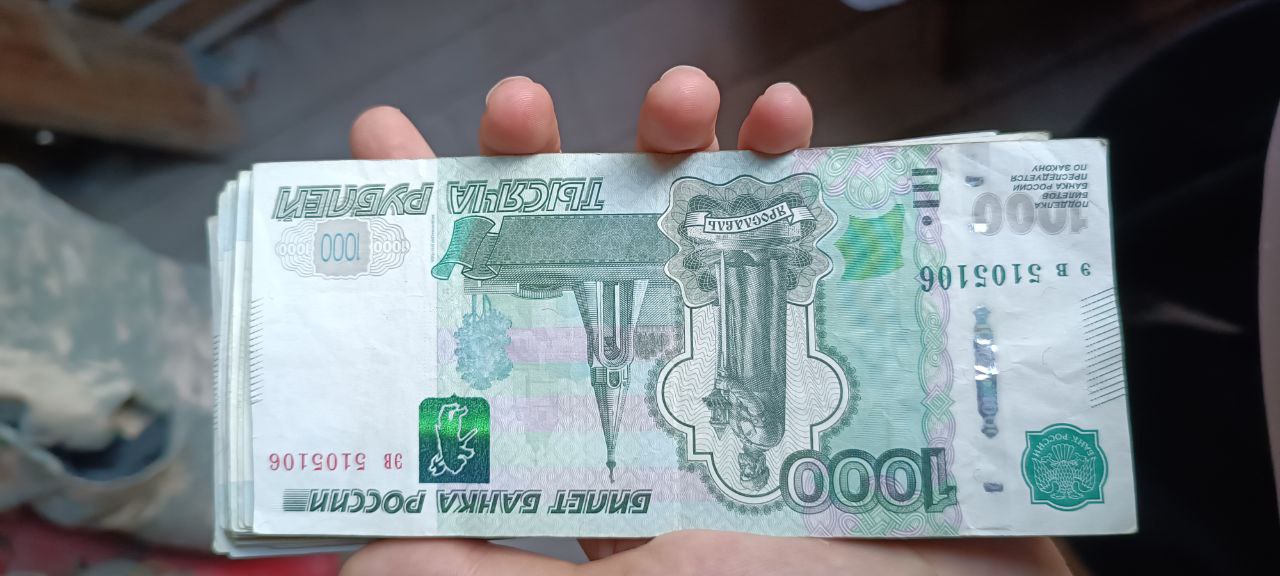 БАНК РОССИИ
1000
БИЛЕТ БАНКА РОССИИ
ЭВ 5105106
эв 5105106
1000
ПОДДЕЛКА
БИЛЕТОВ
БАНКА РОССИИ
ПРЕСЛЕДУЕТСЯ
ПО ЗАКОНУ
ЯРОСЛАВЛЬ
1000 1000 1000
ТЫСЯЧА РУБЛЕЙ